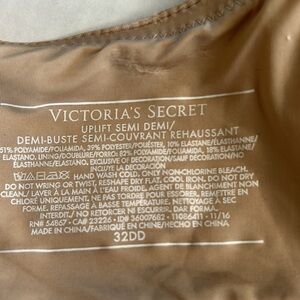 VICTORIA'S SECRET
UPLIFT SEMI DEMI/
DEMI-BUSTE SEMI-COUVRANT REHAUSSANT
51% POLYAMIDE/POLIAMIDA, 39% POLYESTER/POLIÉSTER, 10% ELASTANE/ELASTHANNE/
ELASTANO. LINING/DOUBLURE/FORRO: 82% POLYAMIDE/POLIAMIDA, 18% ELASTANE/
ELASTHANNE/ELASTANO. EXCLUSIVE OF DECORATION/SAUF DÉCORATION/NO
INCLUYE LA DECORACIÓN
HAND WASH COLD. ONLY NON-CHLORINE BLEACH.
DO NOT WRING OR TWIST. RESHAPE DRY FLAT. COOL IRON. DO NOT DRY
CLEAN./LAVER À LA MAIN À L'EAU FROIDE. AGENT DE BLANCHIMENT NON
CHLORÉ UNIQUEMENT. NE PAS TORDRE POUR ESSORER. REMETTRE EN
FORME. REPASSAGE À BASSE TEMPÉRATURE. NETTOYAGE À SEC
INTERDIT./ NO RETORCER NI ESCURRIR. DAR FORMA.
RN# 54867 • CA# 23226 • ID# 36007682 • 11086411 • 11/16
MADE IN CHINA/FABRIQUÉ EN CHINE/HECHO EN CHINA
32DD